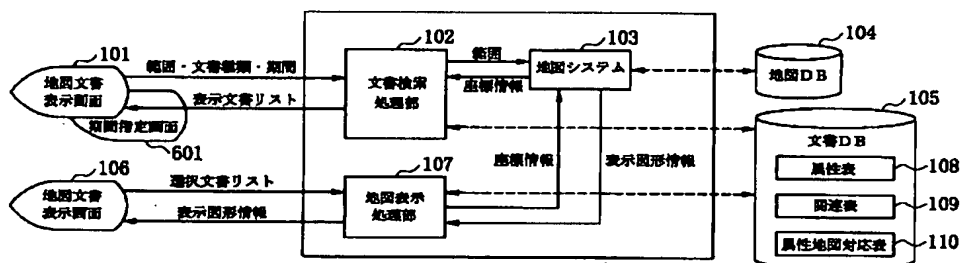 101
地図文書
表示画面
期間指定画面
601
範囲・文書種類・期間
表示文書リスト
102
文書検索
処理部
範囲
座標情報
103
地図システム
104
地図DB
105
文書DB
属性表
108
関連表
109
属性地図対応表
110
106
地図文書
表示画面
選択文書リスト
表示図形情報
107
地図表示
処理部
座標情報
表示図形情報